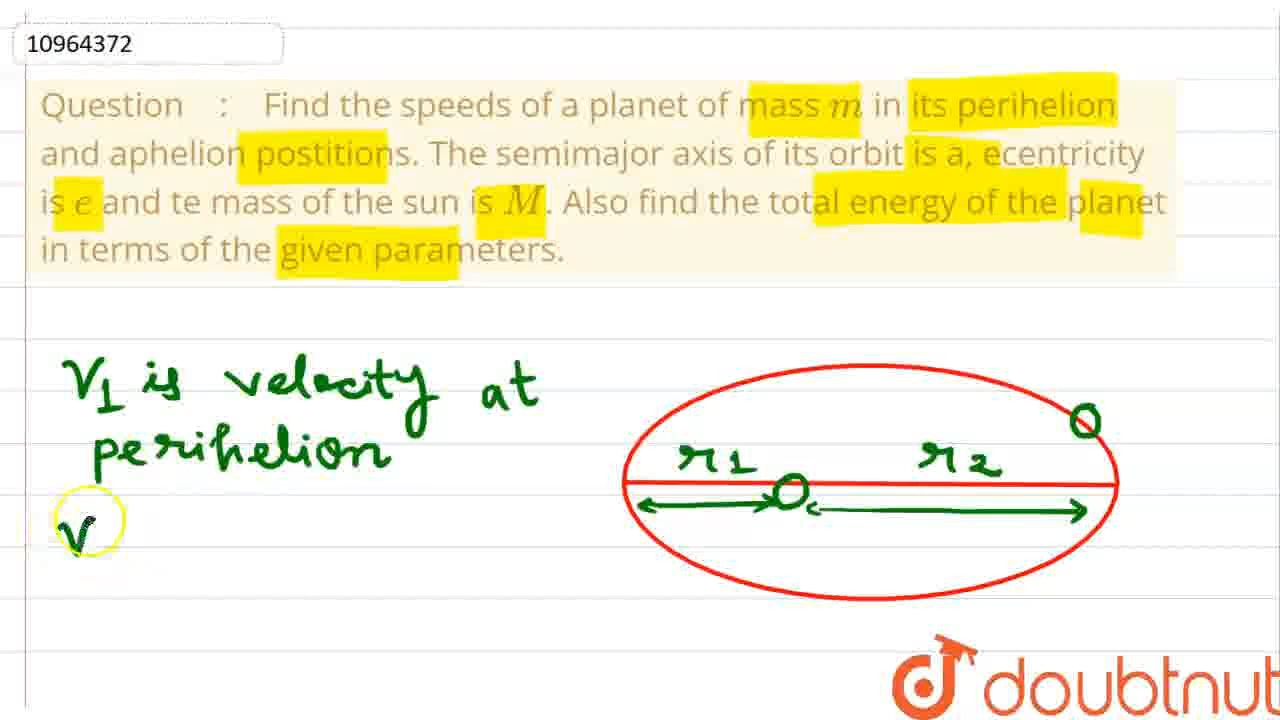 10964372
Question : Find the speeds of a planet of mass m in its perihelion
and aphelion postitions. The semimajor axis of its orbit is a, ecentricity
is e and te mass of the sun is M. Also find the total energy of the planet
in terms of the given parameters.
V1 is velocity at
perihelion
V
r1 r2
doubtnut